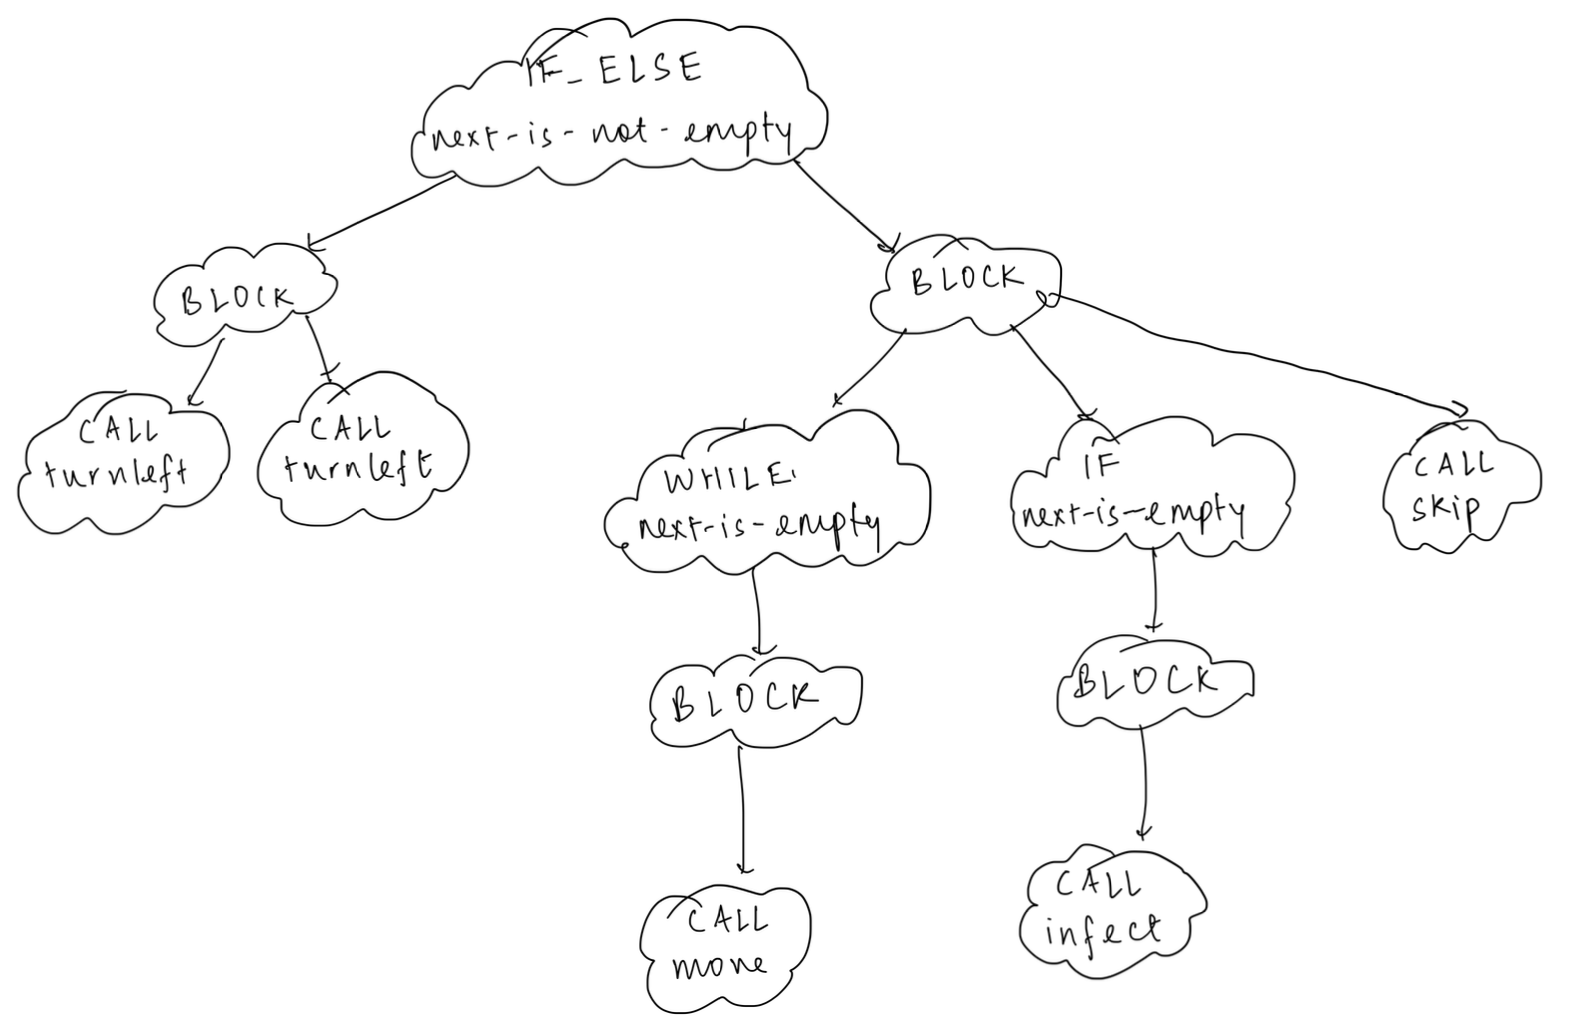 IF_ELSE
next-is-not-empty
BLOCK
BLOCK
CALL
turnleft
CALL
turnleft
WHILE
next-is-empty
IF
next-is-empty
CALL
skip
BLOCK
BLOCK
CALL
move
CALL
infect